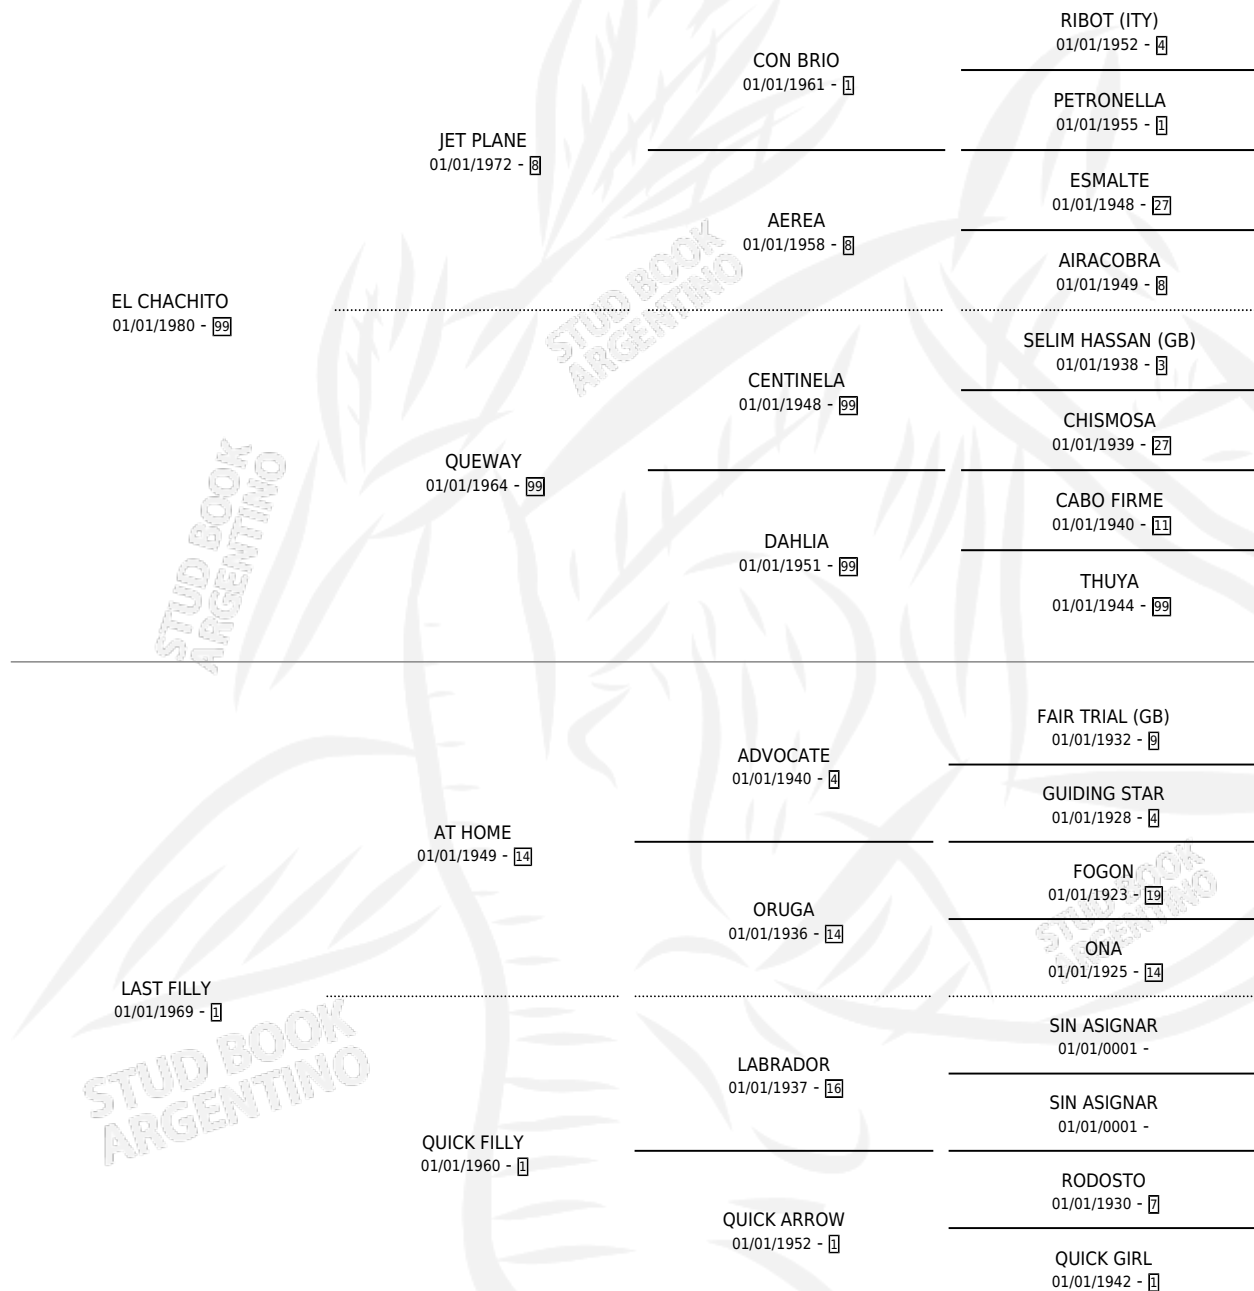 RIBOT (ITY)
01/01/1952 - 4
CON BRIO
01/01/1961 - 1
PETRONELLA
01/01/1955 - 1
JET PLANE
01/01/1972 - 8
ESMALTE
01/01/1948 - 27
AEREA
01/01/1958 - 8
AIRACOBRA
01/01/1949 - 8
EL CHACHITO
01/01/1980 - 99
STUD BOOK
ARGENTINO
SELIM HASSAN (GB)
01/01/1938 - 3
CENTINELA
01/01/1948 - 99
CHISMOSA
01/01/1939 - 27
QUEWAY
01/01/1964 - 99
CABO FIRME
01/01/1940 - 11
DAHLIA
01/01/1951 - 99
THUYA
01/01/1944 - 99
STUD BOOK
ARGENTINO
FAIR TRIAL (GB)
01/01/1932 - 9
ADVOCATE
01/01/1940 - 4
GUIDING STAR
01/01/1928 - 4
AT HOME
01/01/1949 - 14
FOGON
01/01/1923 - 19
ORUGA
01/01/1936 - 14
ONA
01/01/1925 - 14
STUD BOOK
ARGENTINO
LAST FILLY
01/01/1969 - 1
SIN ASIGNAR
01/01/0001 -
LABRADOR
01/01/1937 - 16
SIN ASIGNAR
01/01/0001 -
STUD BOOK
ARGENTINO
QUICK FILLY
01/01/1960 - 1
RODOSTO
01/01/1930 - 7
QUICK ARROW
01/01/1952 - 1
QUICK GIRL
01/01/1942 - 1